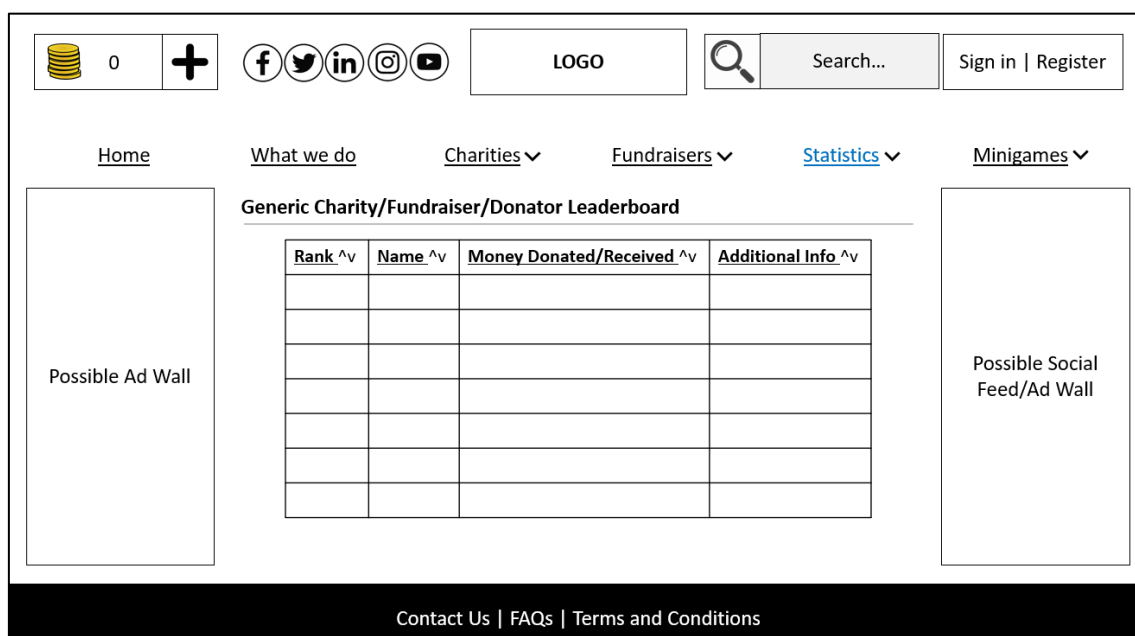 0
LOGO
Search...
Sign in | Register
Home
What we do
Charities
Fundraisers
Statistics
Minigames
Generic Charity/Fundraiser/Donator Leaderboard
Rank ^v
Name ^v
Money Donated/Received ^v
Additional Info ^v
Possible Ad Wall
Possible Social
Feed/Ad Wall
Contact Us | FAQs | Terms and Conditions